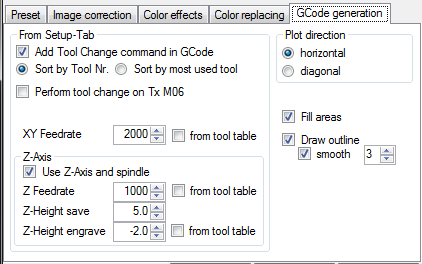 Preset Image correction Color effects Color replacing GCode generation
From Setup-Tab
Add Tool Change command in GCode
Sort by Tool Nr. Sort by most used tool
Perform tool change on Tx M06
XY Feedrate 2000 from tool table
Z-Axis
Use Z-Axis and spindle
Z Feedrate 1000 from tool table
Z-Height save 5.0
Z-Height engrave -2.0 from tool table
Plot direction
horizontal
diagonal
Fill areas
Draw outline
smooth 3